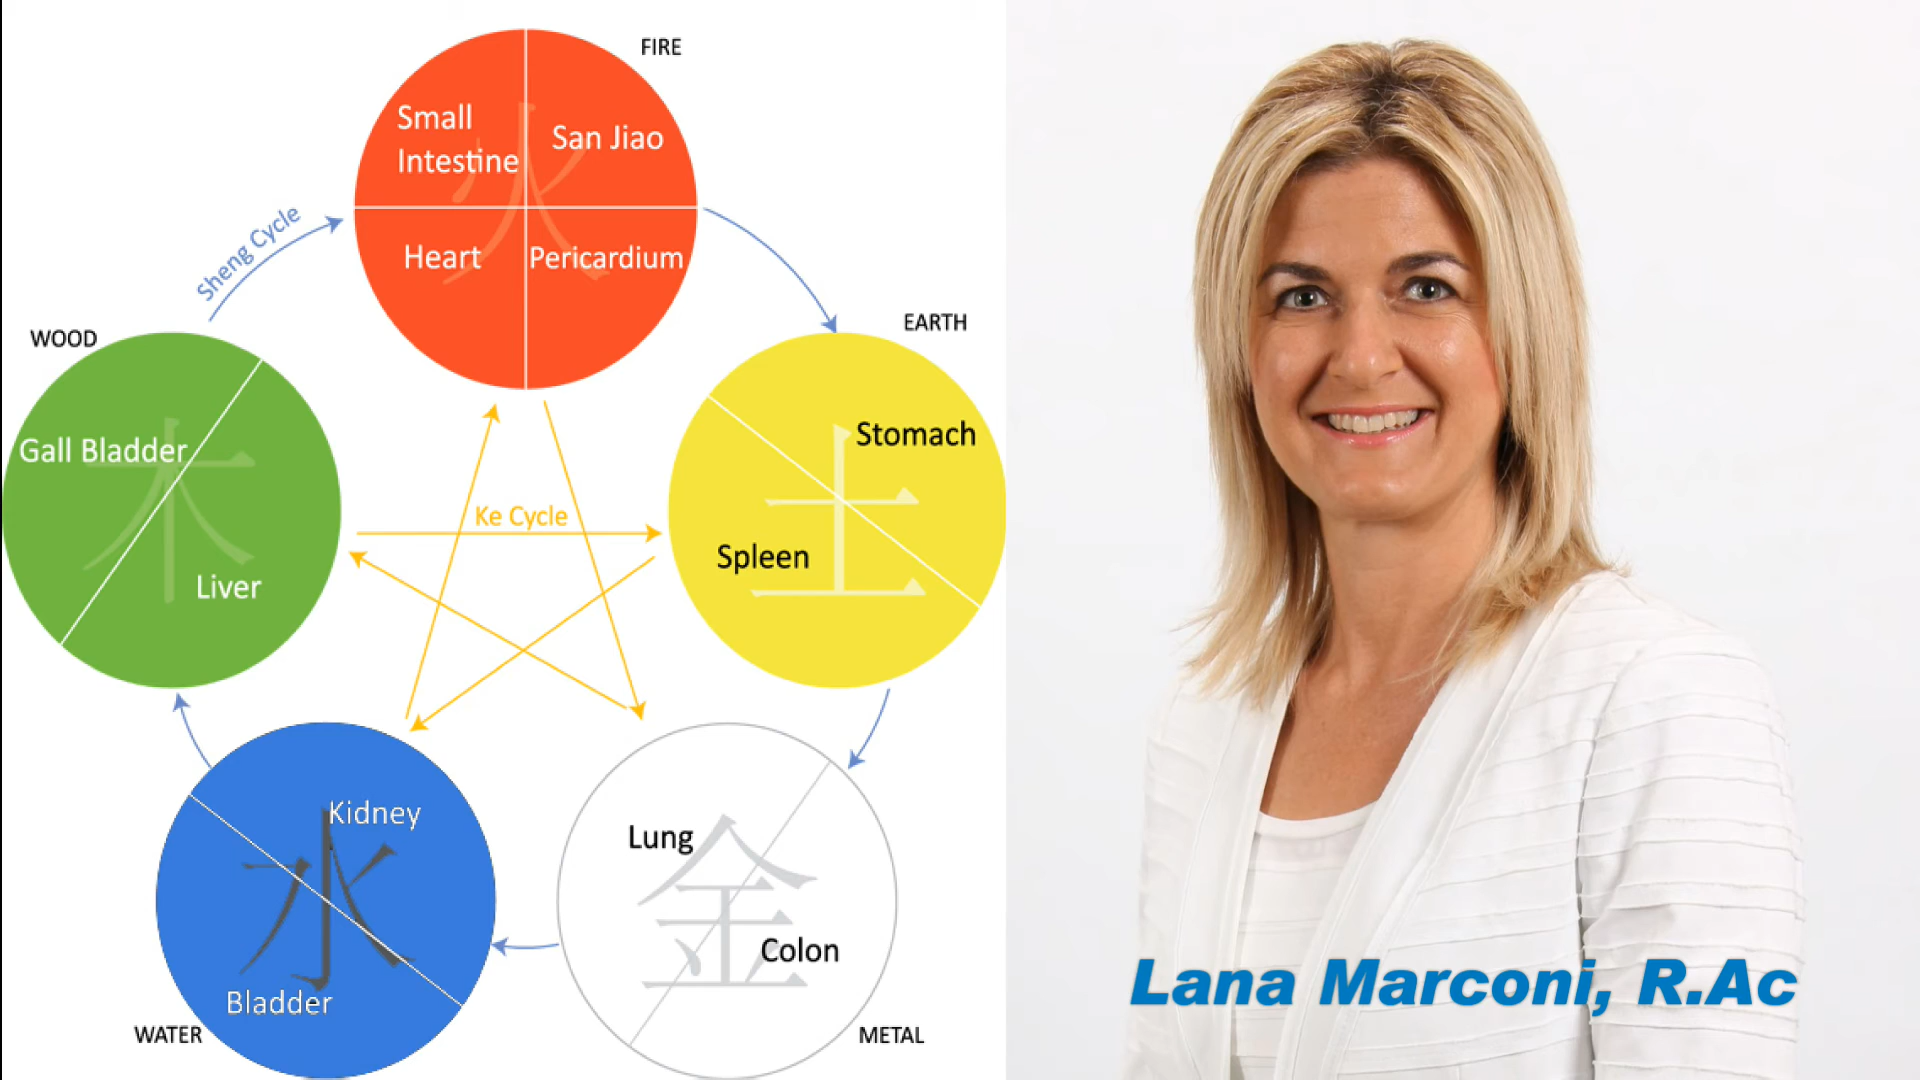 FIRE
Small
Intestine
San Jiao
Heart
Pericardium
火
Sheng Cycle
WOOD
Gall Bladder
Liver
木
EARTH
Stomach
Spleen
土
Ke Cycle
Kidney
Bladder
水
WATER
Lung
Colon
金
METAL
Lana Marconi, R.Ac